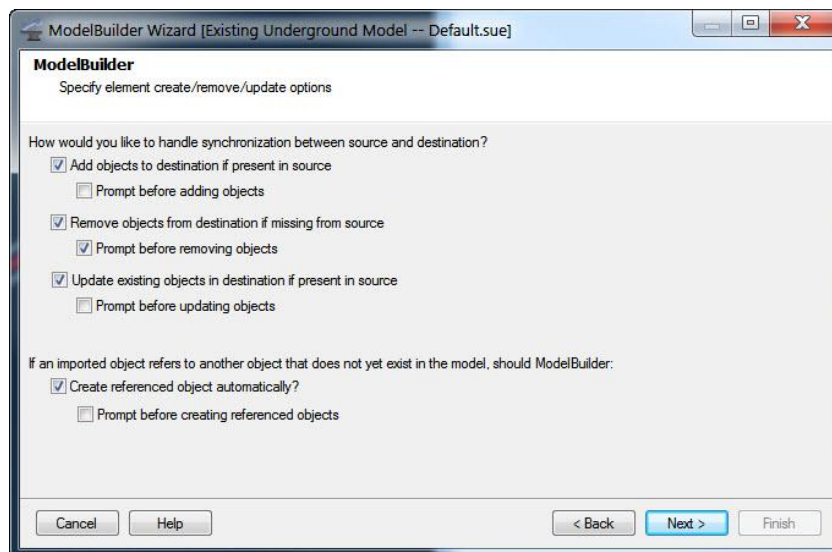 ModelBuilder Wizard [Existing Underground Model -- Default.sue]
ModelBuilder
Specify element create/remove/update options
How would you like to handle synchronization between source and destination?
Add objects to destination if present in source
Prompt before adding objects
Remove objects from destination if missing from source
Prompt before removing objects
Update existing objects in destination if present in source
Prompt before updating objects
If an imported object refers to another object that does not yet exist in the model, should ModelBuilder:
Create referenced object automatically?
Prompt before creating referenced objects
Cancel Help < Back Next > Finish